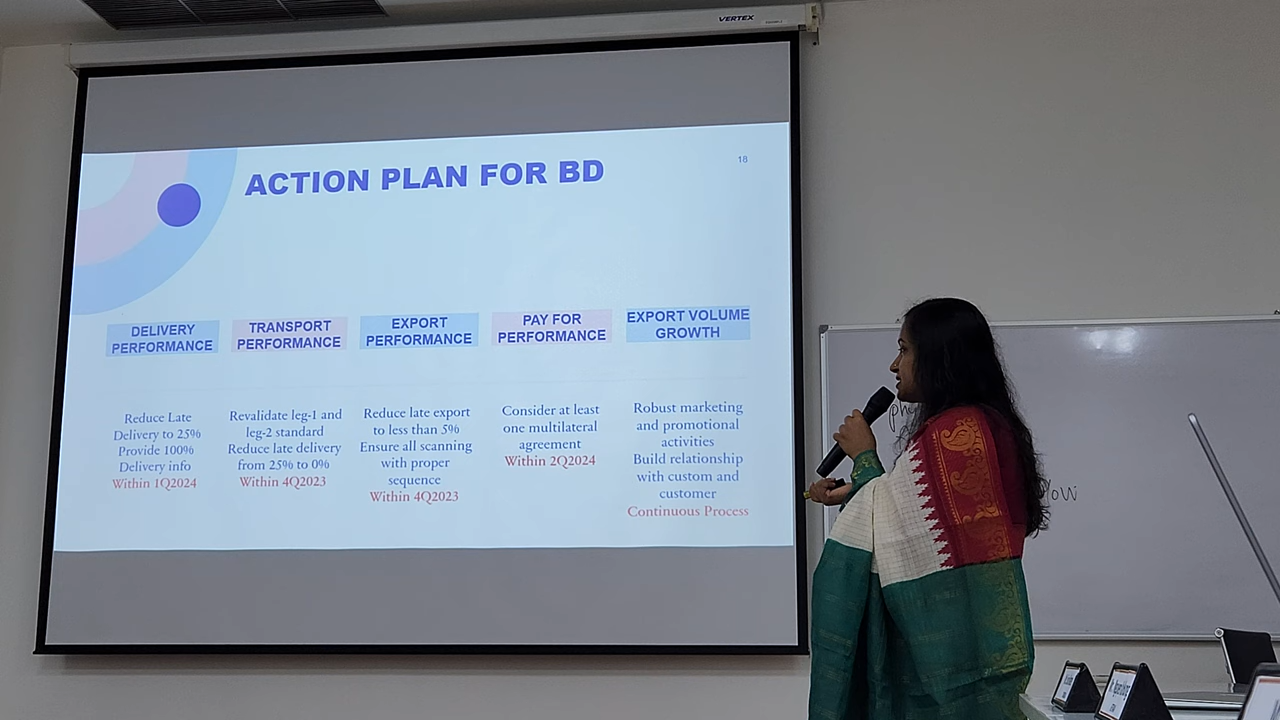 VERTEX
ACTION PLAN FOR BD
18
DELIVERY
PERFORMANCE
Reduce Late
Delivery to 25%
Provide 100%
Delivery info
Within 1Q2024
TRANSPORT
PERFORMANCE
Revalidate leg-1 and
leg-2 standard
Reduce late delivery
from 25% to 0%
Within 4Q2023
EXPORT
PERFORMANCE
Reduce late export
to less than 5%
Ensure all scanning
with proper
sequence
Within 4Q2023
PAY FOR
PERFORMANCE
Consider at least
one multilateral
agreement
Within 2Q2024
EXPORT VOLUME
GROWTH
Robust marketing
and promotional
activities
Build relationship
with custom and
customer
Continuous Process